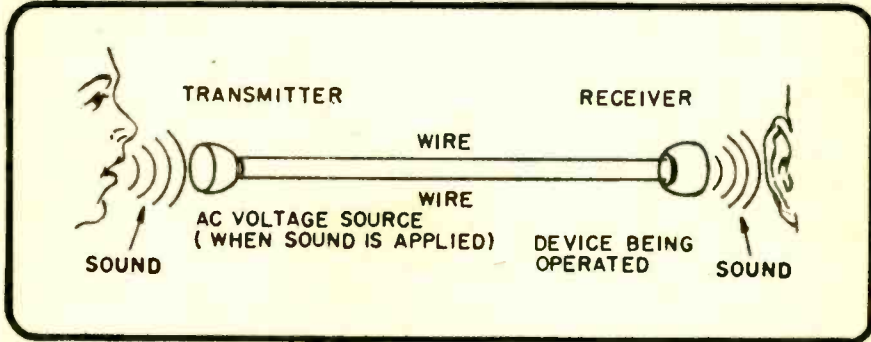 TRANSMITTER
RECEIVER
WIRE
WIRE
AC VOLTAGE SOURCE
(WHEN SOUND IS APPLIED)
SOUND
DEVICE BEING
OPERATED
SOUND